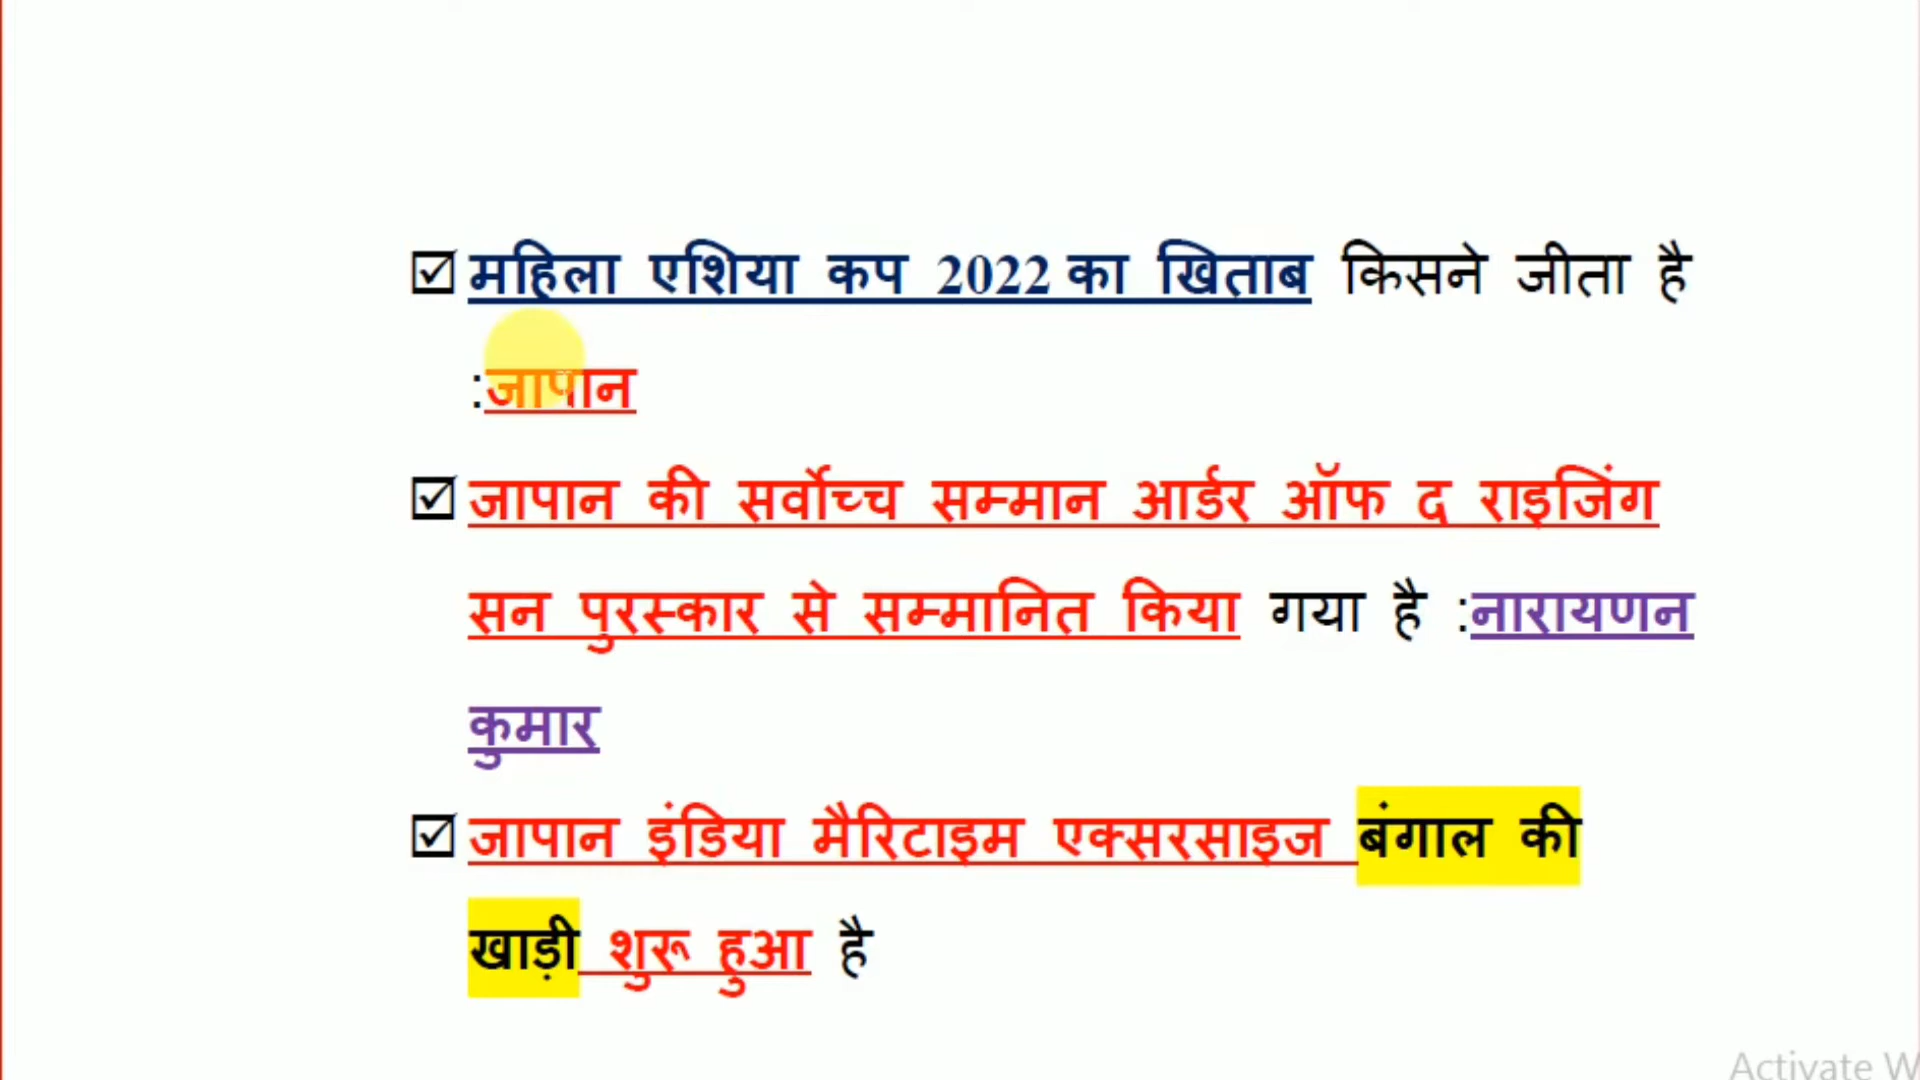 महिला एशिया कप 2022 का खिताब किसने जीता है
:जापान
जापान की सर्वोच्च सम्मान आर्डर ऑफ द राइजिंग
सन पुरस्कार से सम्मानित किया गया है :नारायणन
कुमार
जापान इंडिया मैरिटाइम एक्सरसाइज बंगाल की
खाड़ी शुरू हुआ है
Activate W